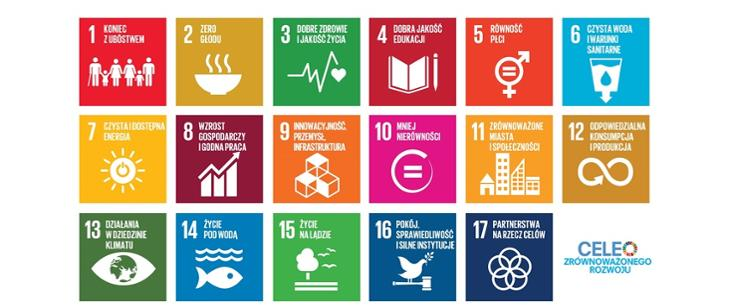 1 KONIEC
Z UBÓSTWEM
2 ZERO
GŁODU
3 DOBRE ZDROWIE
I JAKOŚĆ ŻYCIA
4 DOBRA JAKOŚĆ
EDUKACJI
5 RÓWNOŚĆ
PŁCI
6 CZYSTA WODA
I WARUNKI
SANITARNE
7 CZYSTA I DOSTĘPNA
ENERGIA
8 WZROST
GOSPODARCZY
I GODNA PRACA
9 INNOWACYJNOŚĆ,
PRZEMYSŁ,
INFRASTRUKTURA
10 MNIEJ
NIERÓWNOŚCI
11 ZRÓWNOWAŻONE
MIASTA
I SPOŁECZNOŚCI
12 ODPOWIEDZIALNA
KONSUMPCJA
I PRODUKCJA
13 DZIAŁANIA
W DZIEDZINIE
KLIMATU
14 ŻYCIE
POD WODĄ
15 ŻYCIE
NA LĄDZIE
16 POKÓJ,
SPRAWIEDLIWOŚĆ
I SILNE INSTYTUCJE
17 PARTNERSTWA
NA RZECZ CELÓW
CELE
ZRÓWNOWAŻONEGO
ROZWOJU